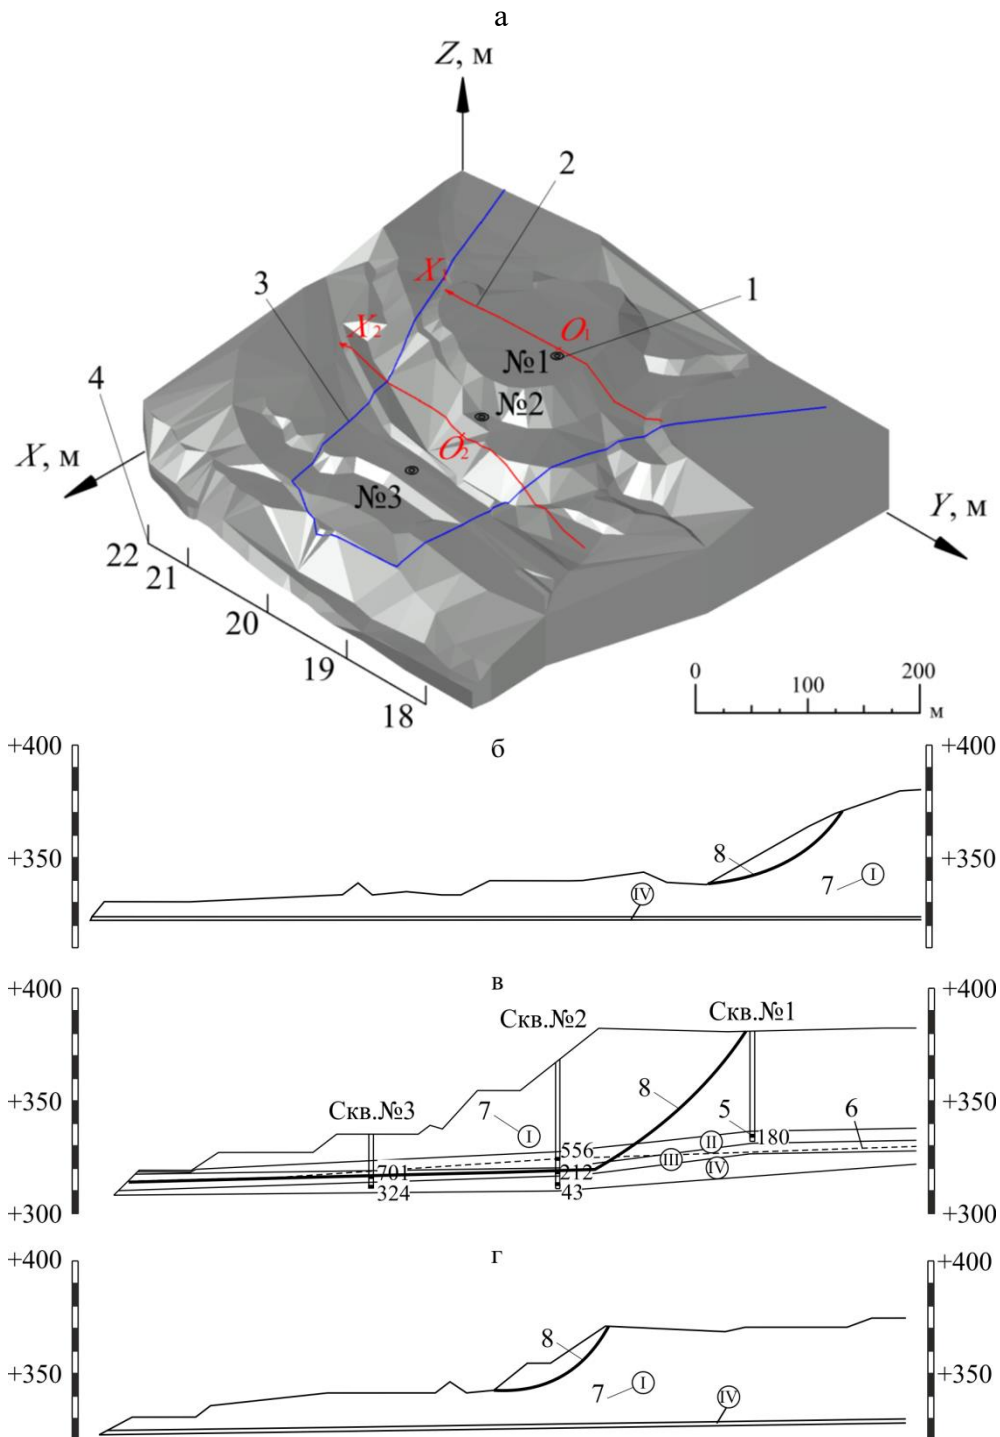 а
Z, м
2
3
1
X₁
O₁
X₂
№1
4
№2
X, м
O₂
№3
Y, м
22
21
20
19
18
0 100 200
м
+400 б +400
8
+350 7 I +350
IV
+400 в +400
Скв.№2 Скв.№1
+350 8 +350
Скв.№3 7 I 5 6
556 II 180
701 212 III IV
324 43
+300 +300
+400 г +400
8
+350 7 I +350
IV